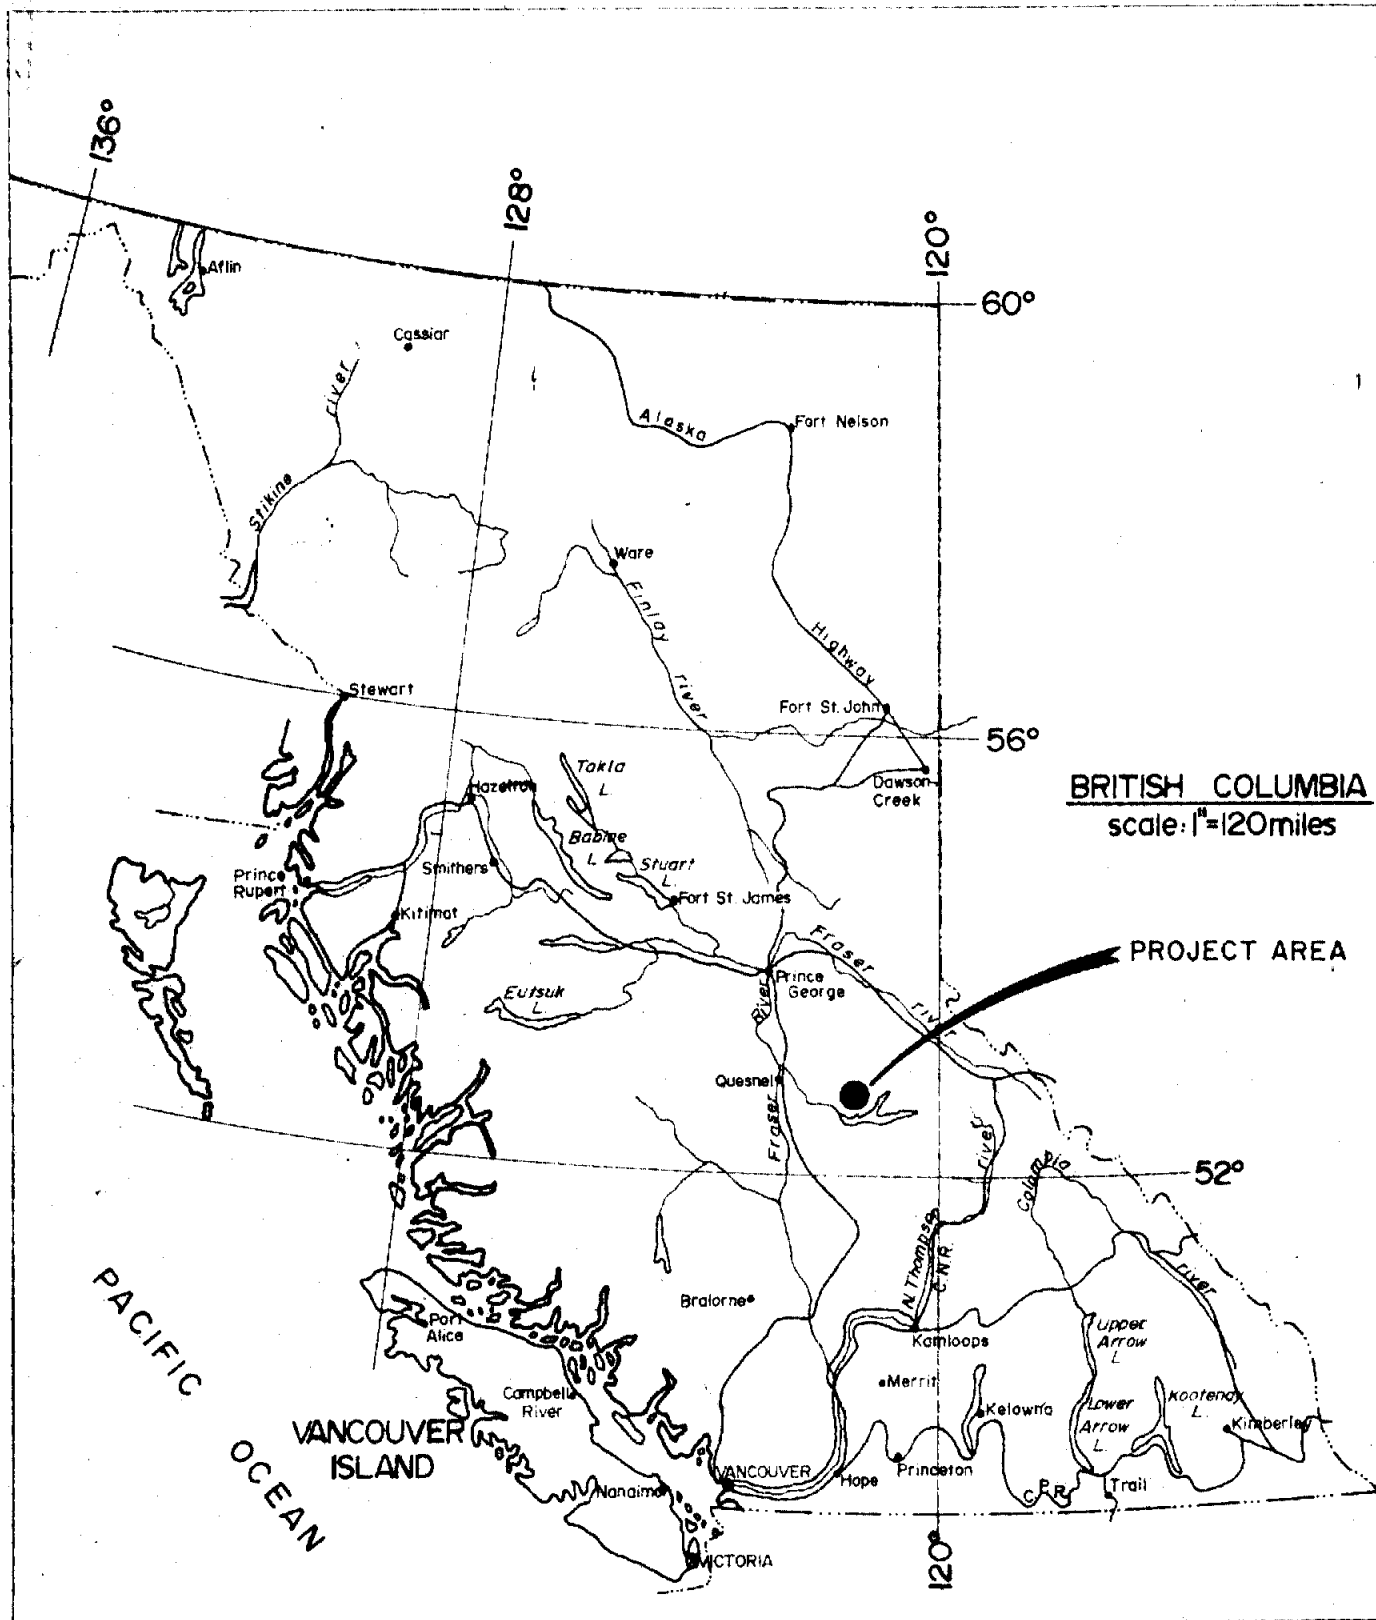 136°
128°
120°
Atlin
60°
Cassiar
river
Alaska
Fort Nelson
Stikine
Ware
Finlay
river
Highway
Stewart
Fort St. John
56°
Takla
L.
Hazelton
Dawson
Creek
BRITISH COLUMBIA
scale: 1"=120miles
Babine
L.
Stuart
L.
Smithers
Prince
Rupert
Fort St. James
Kitimat
Fraser
river
PROJECT AREA
Prince
George
River
Eutsuk
L.
Quesnel
Fraser
river
Columbia
52°
N. Thompson
C.N.R.
river
PACIFIC
OCEAN
Bralorne
Port
Alice
Kamloops
Upper
Arrow
L.
Merrit
Campbell
River
Kelowna
Lower
Arrow
L.
Kootenay
L.
Kimberley
VANCOUVER
ISLAND
VANCOUVER
Hope
Princeton
Nanaimo
C.P.R.
Trail
VICTORIA
120°